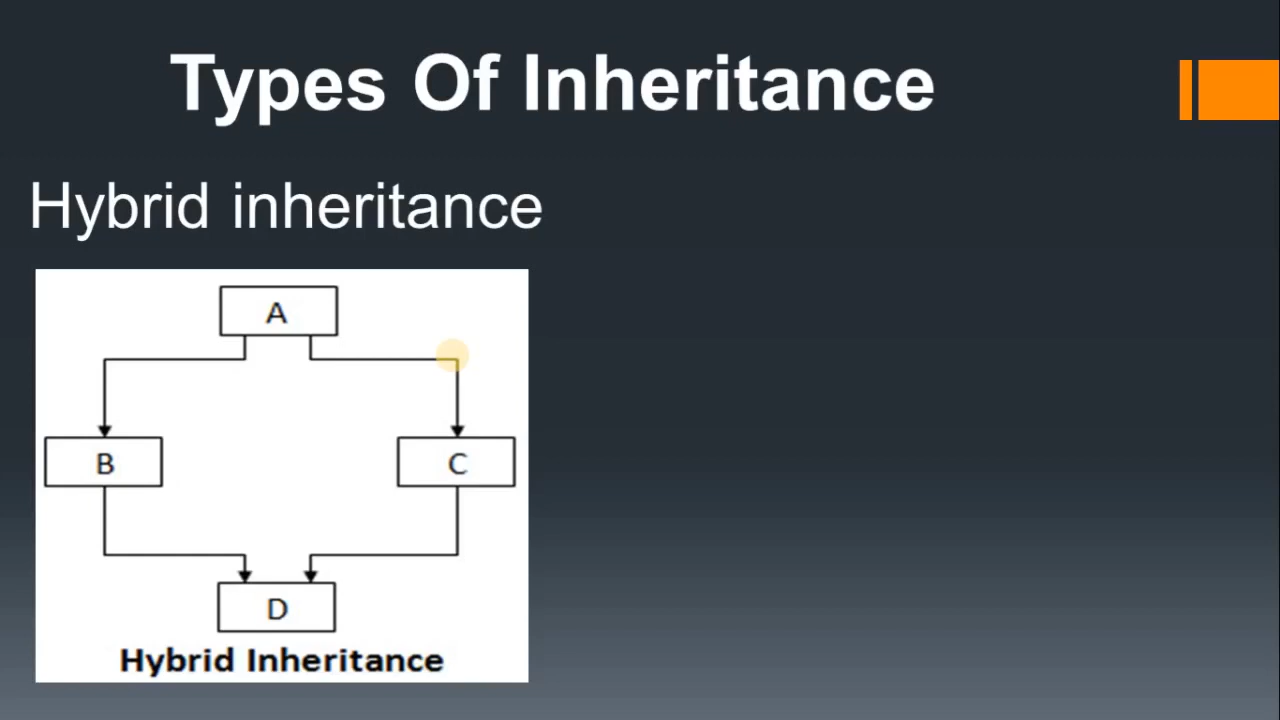 Types Of Inheritance
Hybrid inheritance
A
B
C
D
Hybrid Inheritance